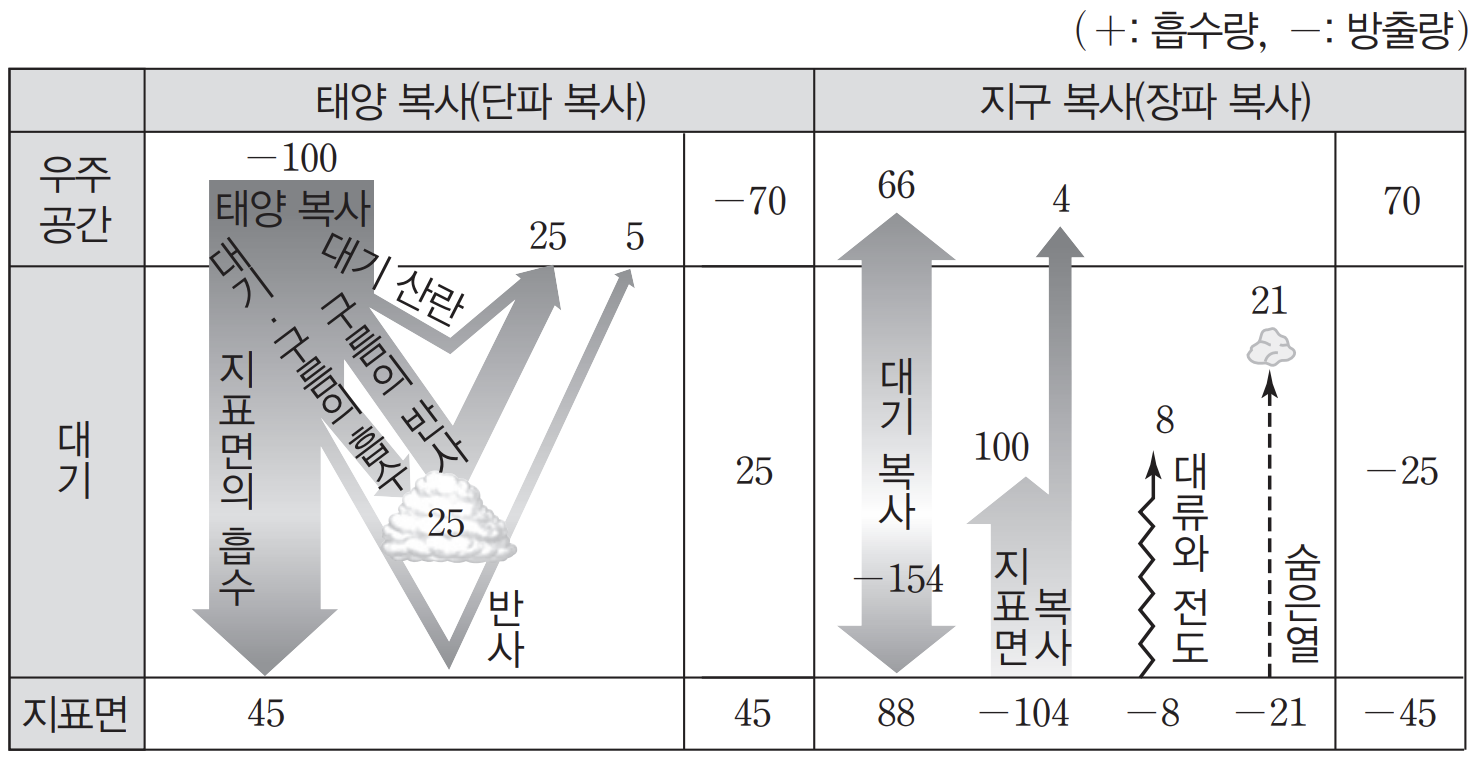 (+: 흡수량, -: 방출량)
태양 복사(단파 복사)
지구 복사(장파 복사)
우주
공간
-100
태양 복사
대기 산란
25
5
-70
66
4
70
대기
대기·구름의 흡수
구름의 반사
지표면의 흡수
25
반사
25
대기 복사
-154
100
지표면
복사
8
대류와 전도
21
숨은열
-25
지표면
45
45
88
-104
-8
-21
-45